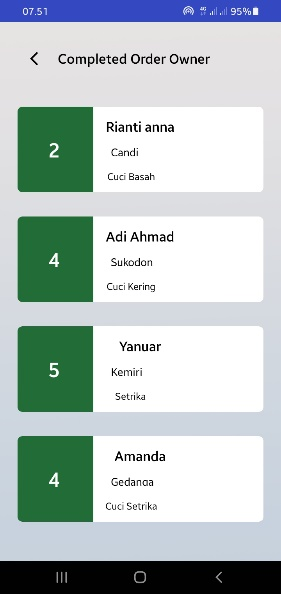 07.51
4G
95%
Completed Order Owner
2
Rianti anna
Candi
Cuci Basah
4
Adi Ahmad
Sukodon
Cuci Kering
5
Yanuar
Kemiri
Setrika
4
Amanda
Gedanga
Cuci Setrika